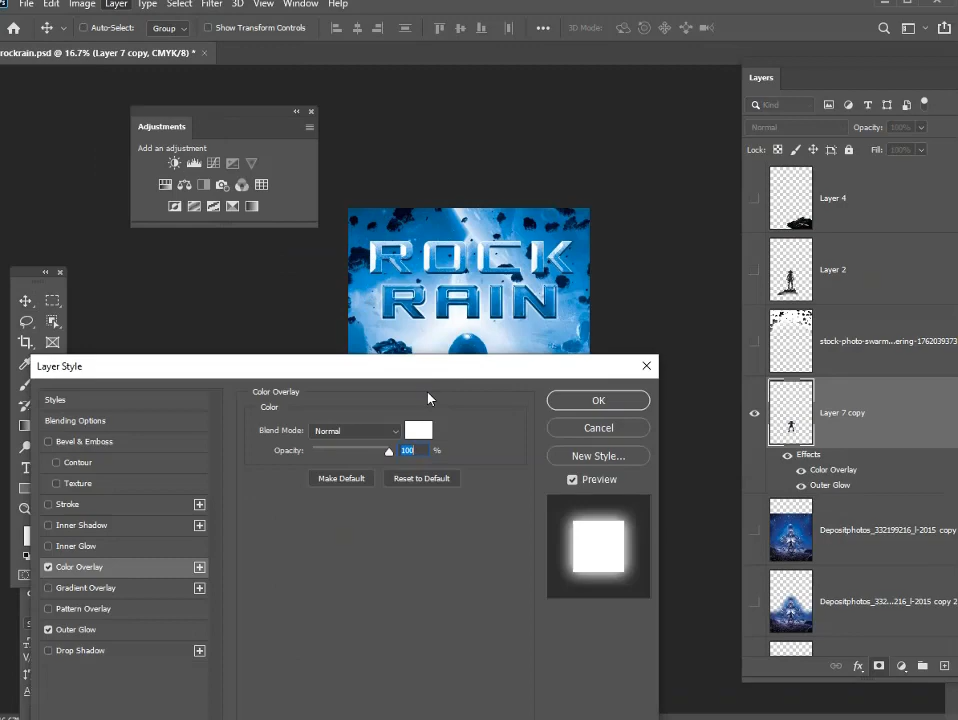 File Edit Image Layer Type Select Filter 3D View Window Help
Auto-Select: Group Show Transform Controls ••• 3D Mode:
rockrain.psd @ 16.7% (Layer 7 copy, CMYK/8) *
Layers
Adjustments
Add an adjustment
Kind
Normal Opacity: 100%
Lock: Fill: 100%
Layer 4
Layer 2
stock-photo-swarm...ering-1762039373
Layer 7 copy
Effects
Color Overlay
Outer Glow
Depositphotos_332199216_l-2015 copy
Depositphotos_332...216_l-2015 copy 2
fx
ROCK
RAIN
Layer Style
Styles
Blending Options
Bevel & Emboss
Contour
Texture
Stroke
Inner Shadow
Inner Glow
Color Overlay
Gradient Overlay
Pattern Overlay
Outer Glow
Drop Shadow
Color Overlay
Color
Blend Mode: Normal
Opacity: 100 %
Make Default Reset to Default
OK
Cancel
New Style...
Preview